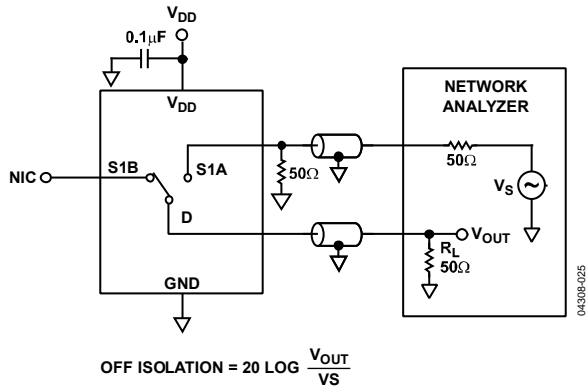 VDD
0.1µF
VDD
NETWORK
ANALYZER
S1B
S1A
NIC
D
50Ω
50Ω
VS
VOUT
RL
50Ω
GND
04308-025
OFF ISOLATION = 20 LOG VOUT
VS